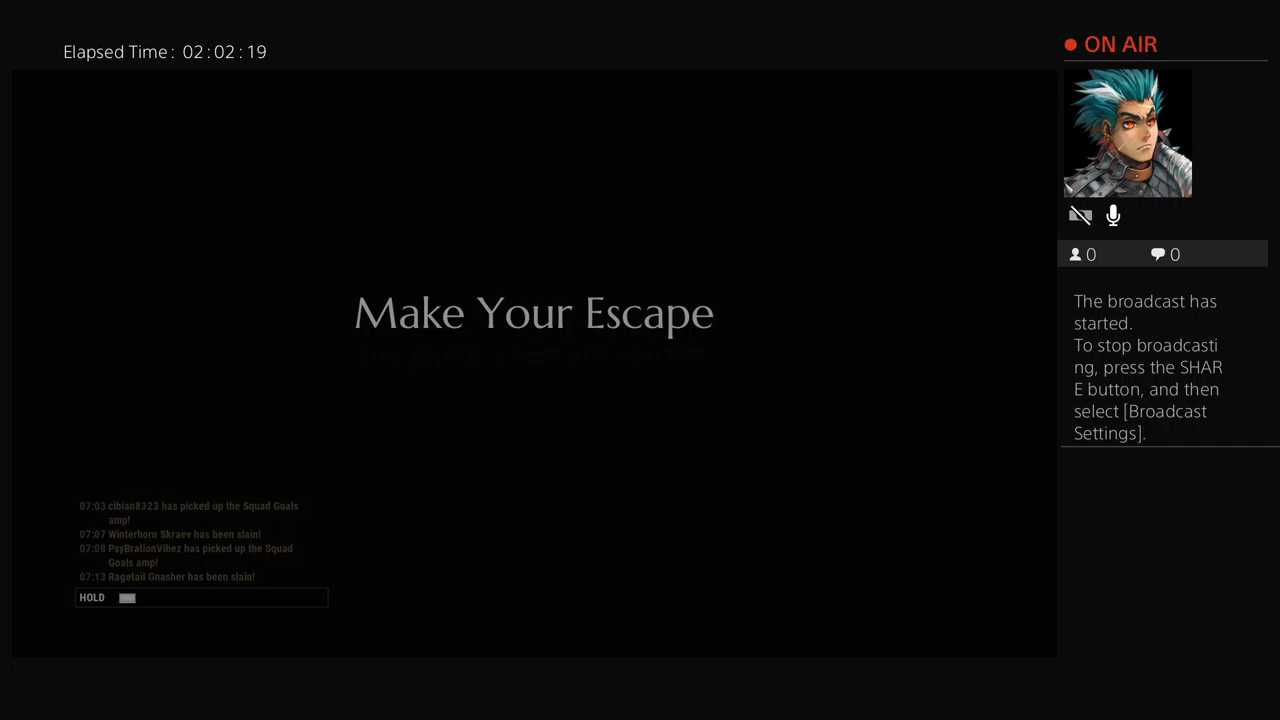 Elapsed Time: 02:02:19
ON AIR
0
0
Make Your Escape
The broadcast has
started.
To stop broadcasti
ng, press the SHAR
E button, and then
select [Broadcast
Settings].
07:03 cibian8323 has picked up the Squad Goals
amp!
07:07 Winterhorn Skraev has been slain!
07:08 PsyBrationVibez has picked up the Squad
Goals amp!
07:13 Ragetail Gnasher has been slain!
HOLD